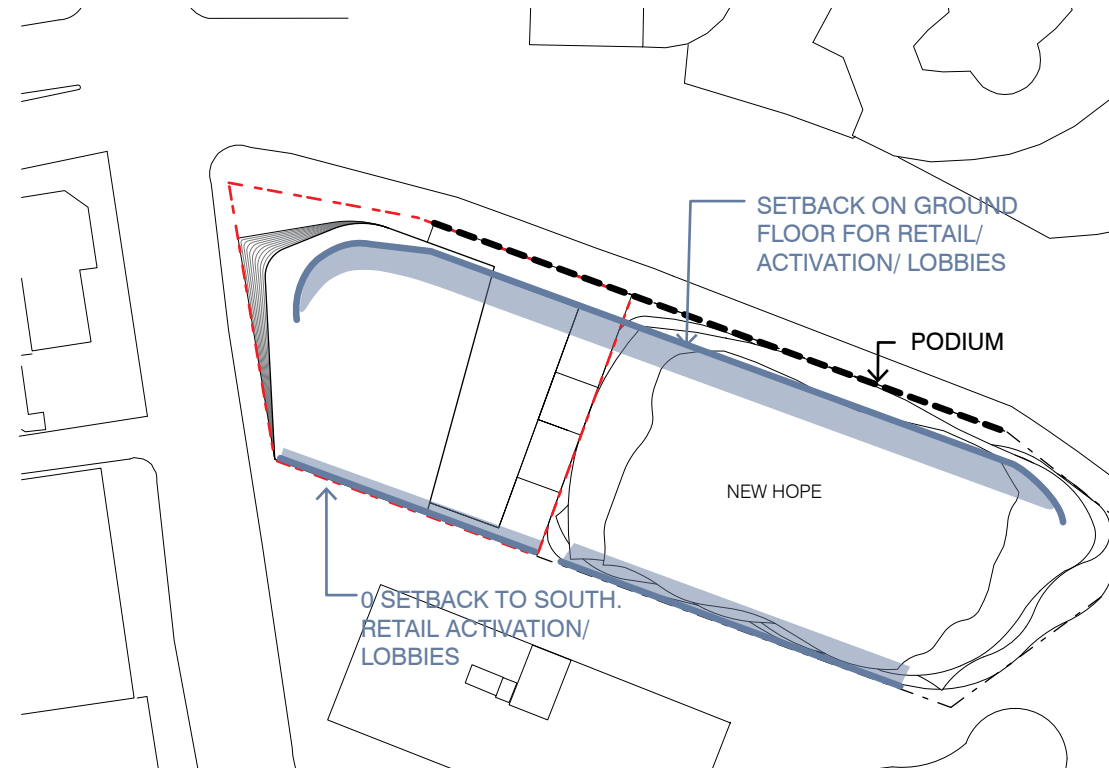 SETBACK ON GROUND
FLOOR FOR RETAIL/
ACTIVATION/ LOBBIES
PODIUM
NEW HOPE
0 SETBACK TO SOUTH.
RETAIL ACTIVATION/
LOBBIES